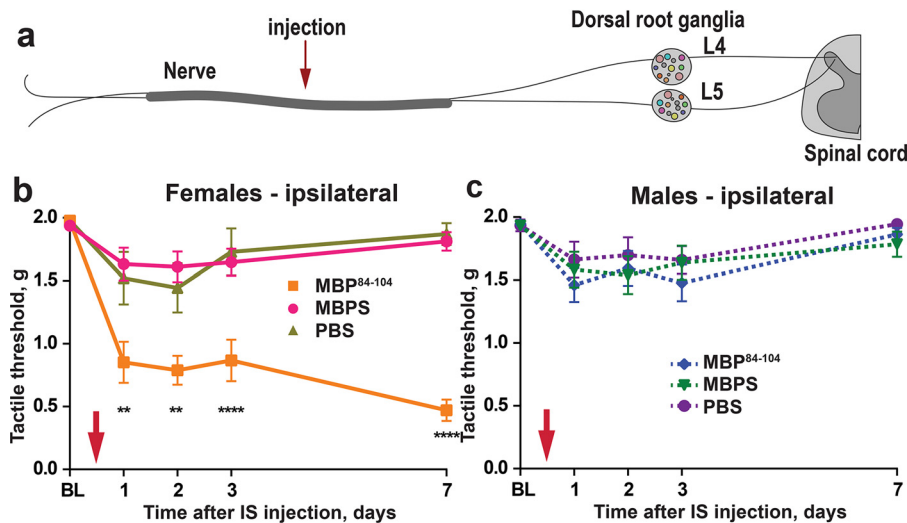 a
injection
Nerve
Dorsal root ganglia
L4
L5
Spinal cord
b
Females - ipsilateral
Tactile threshold, g
2.0
1.5
1.0
0.5
0.0
MBP84-104
MBPS
PBS
**
**
****
****
BL
1
2
3
7
Time after IS injection, days
c
Males - ipsilateral
Tactile threshold, g
2.0
1.5
1.0
0.5
0.0
MBP84-104
MBPS
PBS
BL
1
2
3
7
Time after IS injection, days